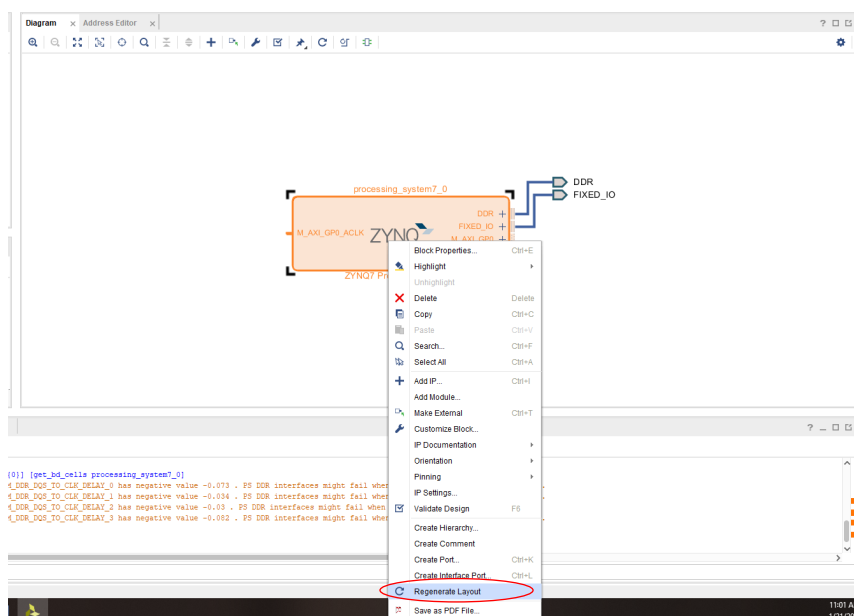 Diagram × Address Editor ×
processing_system7_0
DDR
FIXED_IO
DDR
FIXED_IO
M_AXI_GP0_ACLK
ZYNQ
M_AXI_GP0
ZYNQ7 Pr
Block Properties... Ctrl+E
Highlight
Unhighlight
Delete Delete
Copy Ctrl+C
Paste Ctrl+V
Search... Ctrl+F
Select All Ctrl+A
Add IP... Ctrl+I
Add Module...
Make External Ctrl+T
Customize Block...
IP Documentation
Orientation
Pinning
IP Settings...
Validate Design F6
Create Hierarchy...
Create Comment
Create Port... Ctrl+K
Create Interface Port... Ctrl+L
Regenerate Layout
Save as PDF File...
{0}] [get_bd_cells processing_system7_0]
_DDR_DQS_TO_CLK_DELAY_0 has negative value -0.073 . PS DDR interfaces might fail when
_DDR_DQS_TO_CLK_DELAY_1 has negative value -0.034 . PS DDR interfaces might fail when
_DDR_DQS_TO_CLK_DELAY_2 has negative value -0.03 . PS DDR interfaces might fail when
_DDR_DQS_TO_CLK_DELAY_3 has negative value -0.082 . PS DDR interfaces might fail when
11:01 A